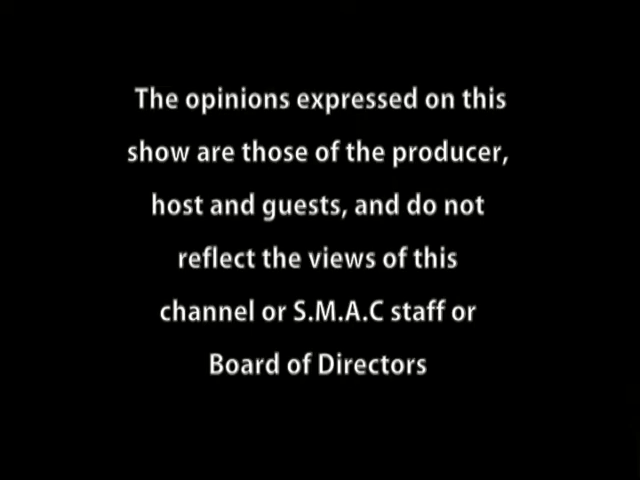 The opinions expressed on this
show are those of the producer,
host and guests, and do not
reflect the views of this
channel or S.M.A.C staff or
Board of Directors